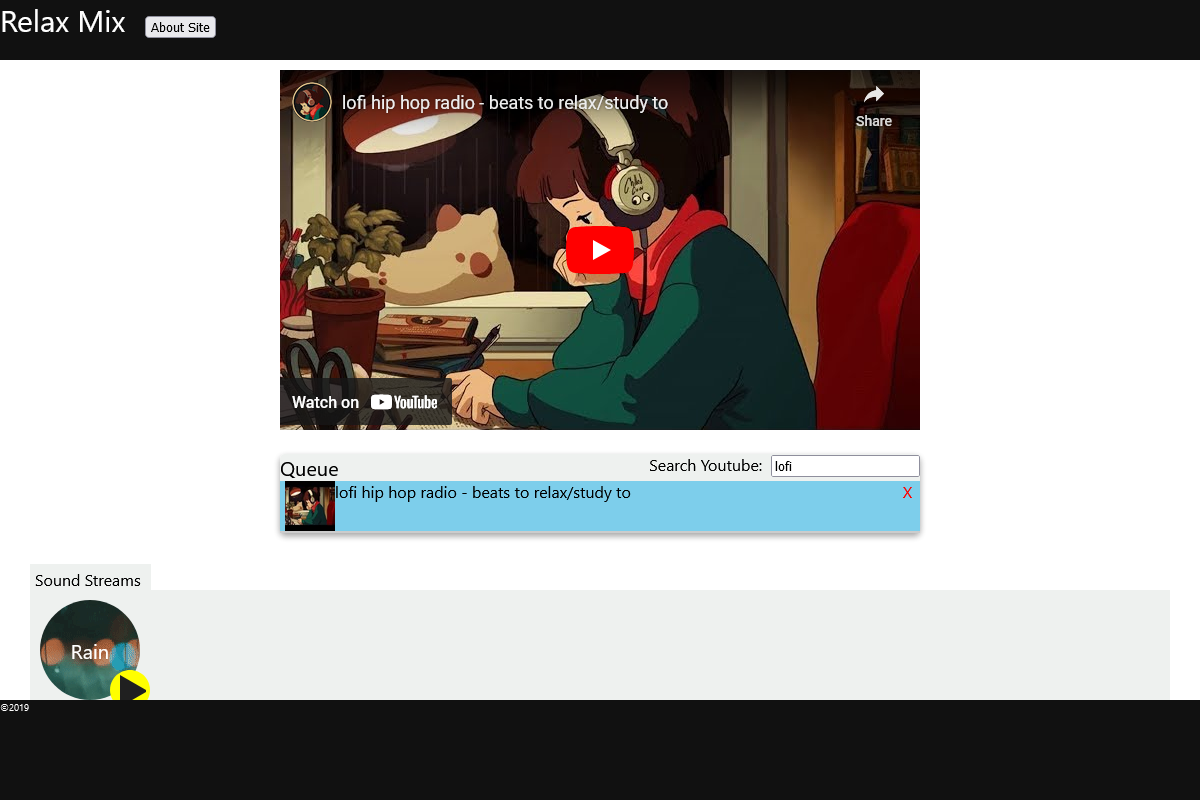 Relax Mix
About Site
lofi hip hop radio - beats to relax/study to
Share
Watch on YouTube
Queue
Search Youtube: lofi
lofi hip hop radio - beats to relax/study to
X
Sound Streams
Rain
©2019